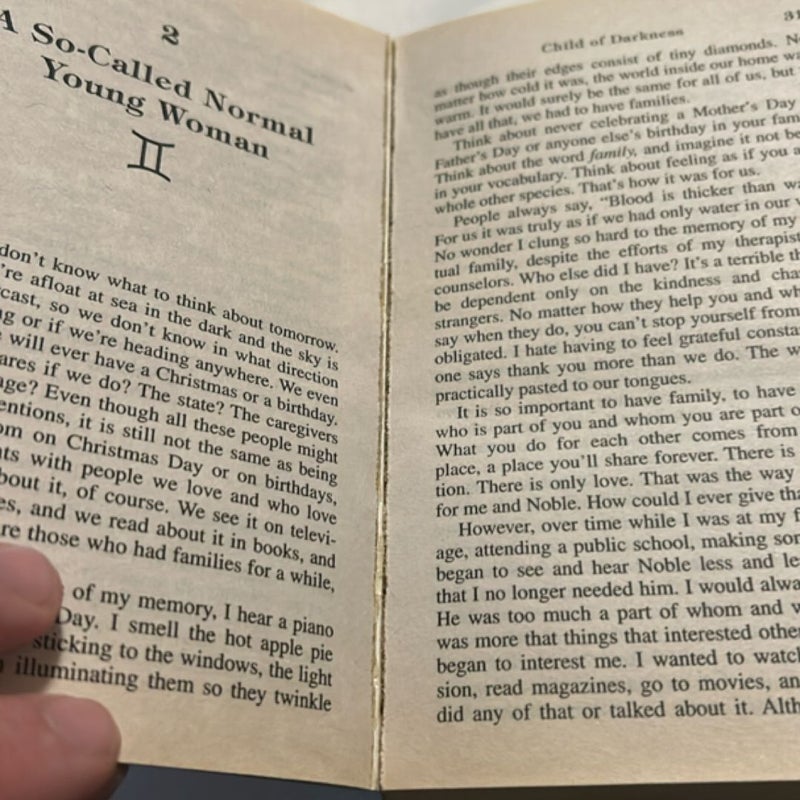 2
A So-Called Normal
Young Woman
♊
don't know what to think about tomorrow.
're afloat at sea in the dark and the sky is
cast, so we don't know in what direction
g or if we're heading anywhere. We even
will ever have a Christmas or a birthday.
ares if we do? The state? The caregivers
age? Even though all these people might
entions, it is still not the same as being
om on Christmas Day or on birthdays,
ts with people we love and who love
bout it, of course. We see it on televi-
es, and we read about it in books, and
re those who had families for a while,
of my memory, I hear a piano
Day. I smell the hot apple pie
sticking to the windows, the light
illuminating them so they twinkle
Child of Darkness 31
as though their edges consist of tiny diamonds. N
matter how cold it was, the world inside our home wa
warm. It would surely be the same for all of us, but
have all that, we had to have families.
Think about never celebrating a Mother's Day
Father's Day or anyone else's birthday in your fam
Think about the word family, and imagine it not be
in your vocabulary. Think about feeling as if you a
whole other species. That's how it was for us.
People always say, "Blood is thicker than wa
For us it was truly as if we had only water in our v
No wonder I clung so hard to the memory of my
tual family, despite the efforts of my therapist
counselors. Who else did I have? It's a terrible th
be dependent only on the kindness and cha
strangers. No matter how they help you and wh
say when they do, you can't stop yourself from
obligated. I hate having to feel grateful consta
one says thank you more than we do. The w
practically pasted to our tongues.
It is so important to have family, to have
who is part of you and whom you are part o
What you do for each other comes from
place, a place you'll share forever. There is
tion. There is only love. That was the way
for me and Noble. How could I ever give tha
However, over time while I was at my f
age, attending a public school, making som
began to see and hear Noble less and le
that I no longer needed him. I would alwa
He was too much a part of whom and w
was more that things that interested othe
began to interest me. I wanted to watch
sion, read magazines, go to movies, an
did any of that or talked about it. Alth